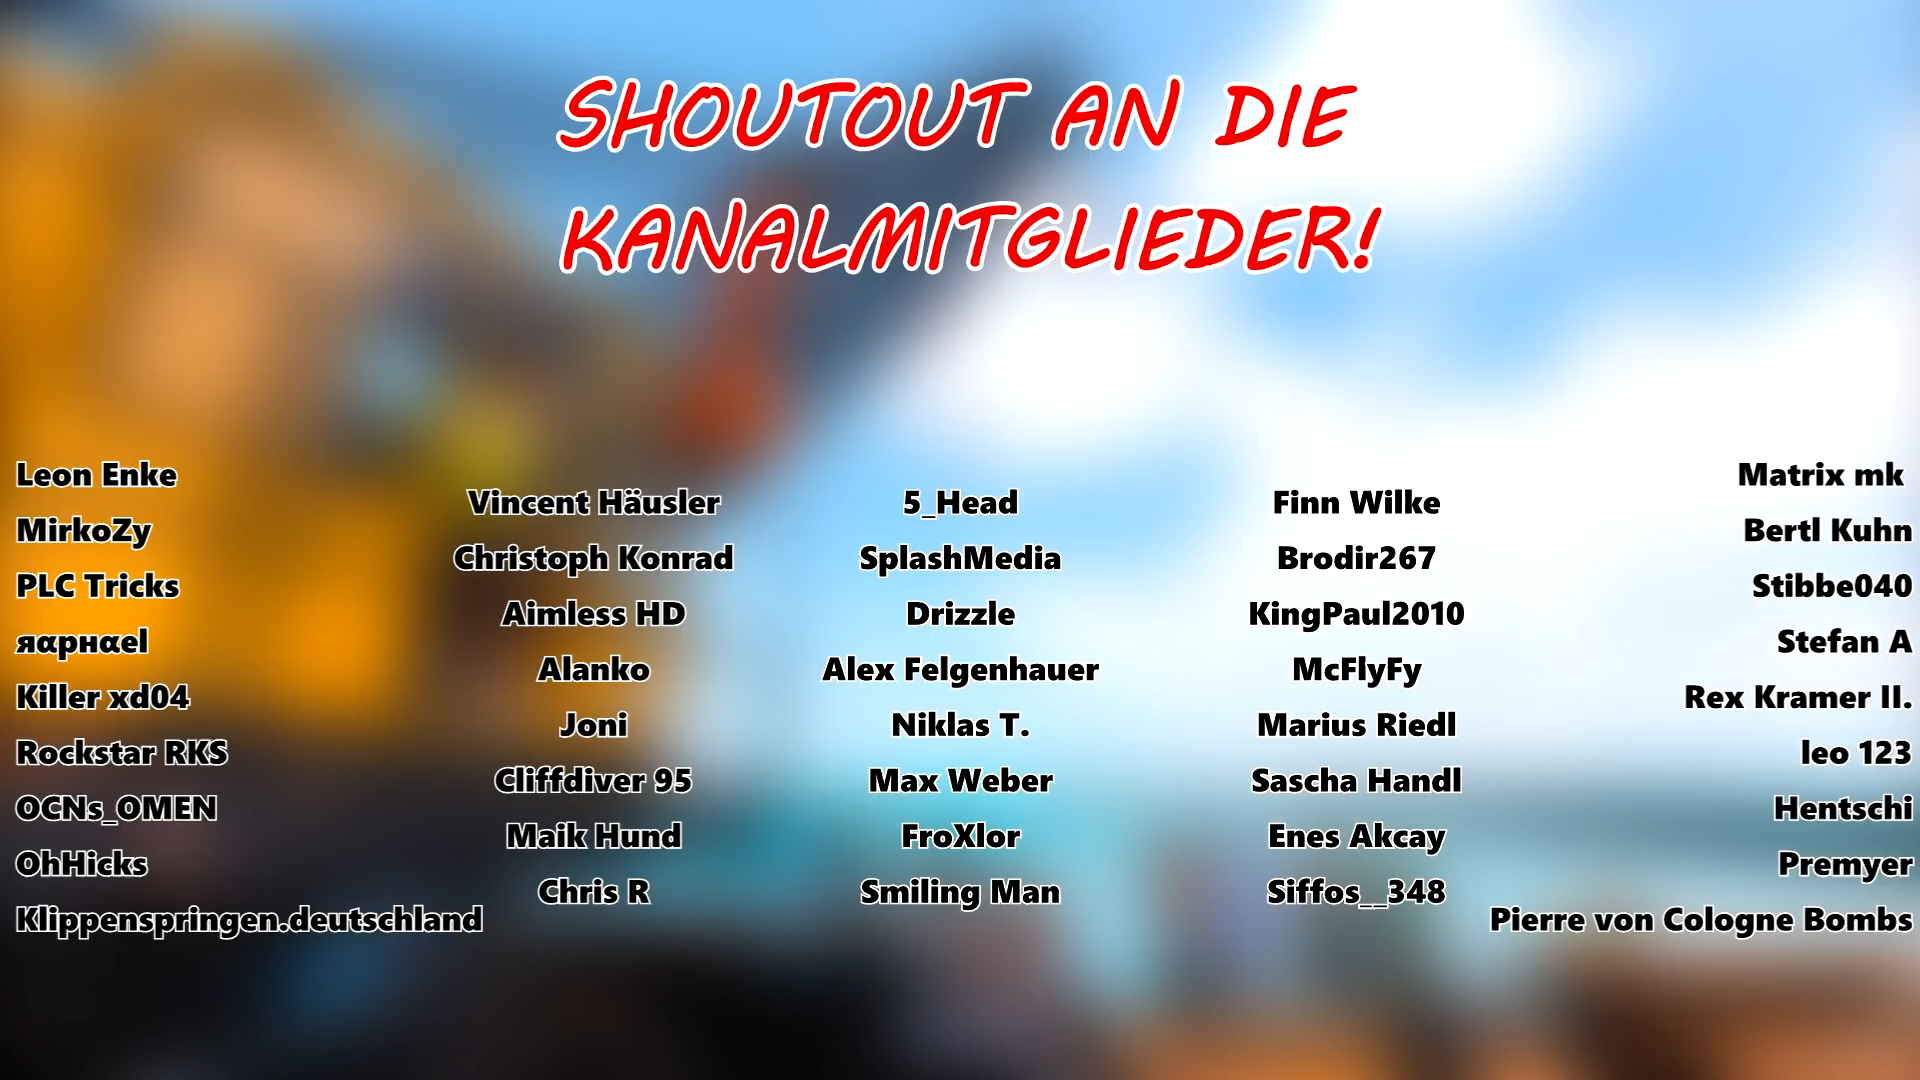 SHOUTOUT AN DIE
KANALMITGLIEDER!
Leon Enke
MirkoZy
PLC Tricks
яαρнαel
Killer xd04
Rockstar RKS
OCNs_OMEN
OhHicks
Klippenspringen.deutschland
Vincent Häusler
Christoph Konrad
Aimless HD
Alanko
Joni
Cliffdiver 95
Maik Hund
Chris R
5_Head
SplashMedia
Drizzle
Alex Felgenhauer
Niklas T.
Max Weber
FroXlor
Smiling Man
Finn Wilke
Brodir267
KingPaul2010
McFlyFy
Marius Riedl
Sascha Handl
Enes Akcay
Siffos__348
Matrix mk
Bertl Kuhn
Stibbe040
Stefan A
Rex Kramer II.
leo 123
Hentschi
Premyer
Pierre von Cologne Bombs